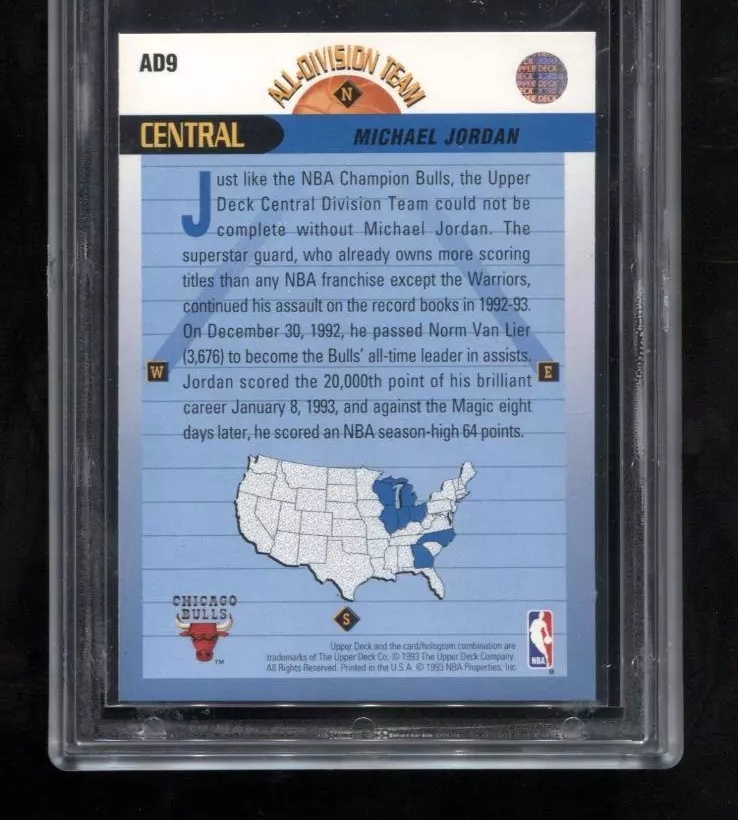 AD9
ALL-DIVISION TEAM
N
CENTRAL
MICHAEL JORDAN
Just like the NBA Champion Bulls, the Upper
Deck Central Division Team could not be
complete without Michael Jordan. The
superstar guard, who already owns more scoring
titles than any NBA franchise except the Warriors,
continued his assault on the record books in 1992-93.
On December 30, 1992, he passed Norm Van Lier
(3,676) to become the Bulls' all-time leader in assists.
W
E
Jordan scored the 20,000th point of his brilliant
career January 8, 1993, and against the Magic eight
days later, he scored an NBA season-high 64 points.
CHICAGO
BULLS
TM
S
Upper Deck and the card/hologram combination are
trademarks of The Upper Deck Co. © 1993 The Upper Deck Company.
All Rights Reserved. Printed in the U.S.A. © 1993 NBA Properties, Inc.
NBA
®